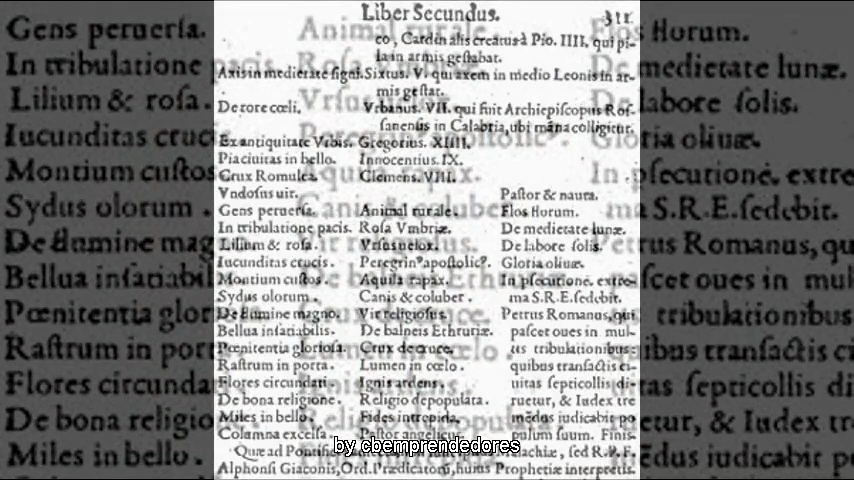 Liber Secundus. 311
co, Cardinalis creatus à Pio. IIII. qui pi-
la in armis geſtabat.
Axis in medietate ſigni. Sixtus. V. qui axem in medio Leonis in ar-
mis geſtat.
De rore cœli. Vrbanus. VII. qui fuit Archiepiſcopus Roſ-
ſanenſis in Calabria, ubi mãna colligitur.
Ex antiquitate Vrbis. Gregorius. XIIII.
Pia ciuitas in bello. Innocentius. IX.
Crux Romulea. Clemens. VIII.
Vndoſus uir. Paſtor & nauta.
Gens peruerſa. Animal rurale. Flos florum.
In tribulatione pacis. Roſa Vmbriæ. De medietate lunæ.
Lilium & roſa. Vrſus uelox. De labore ſolis.
Iucunditas crucis. Peregrin⁹ apoſtolic⁹. Gloria oliuæ.
Montium cuſtos. Aquila rapax. In pſecutione. extre-
Sydus olorum. Canis & coluber. ma S.R.E. ſedebit.
De flumine magno. Vir religioſus. Petrus Romanus, qui
Bellua inſatiabilis. De balneis Ethruriæ. paſcet oues in mul-
Pœnitentia glorioſa. Crux de cruce. tis tribulationibus:
Raſtrum in porta. Lumen in cœlo. quibus tranſactis ci-
Flores circundati. Ignis ardens. uitas ſepticollis di-
De bona religione. Religio depopulata. ruetur, & Iudex tre
Miles in bello. Fides intrepida. mẽdus iudicabit po
Columna excelſa. Paſtor angelicus. pulum ſuum. Finis.
Quæ ad Pontifices Malachiæ, ſed R.P.F.
Alphonſi Giaconis, Ord. Prædicatorũ, huius Prophetiæ interpretis.
by cbemprendedores